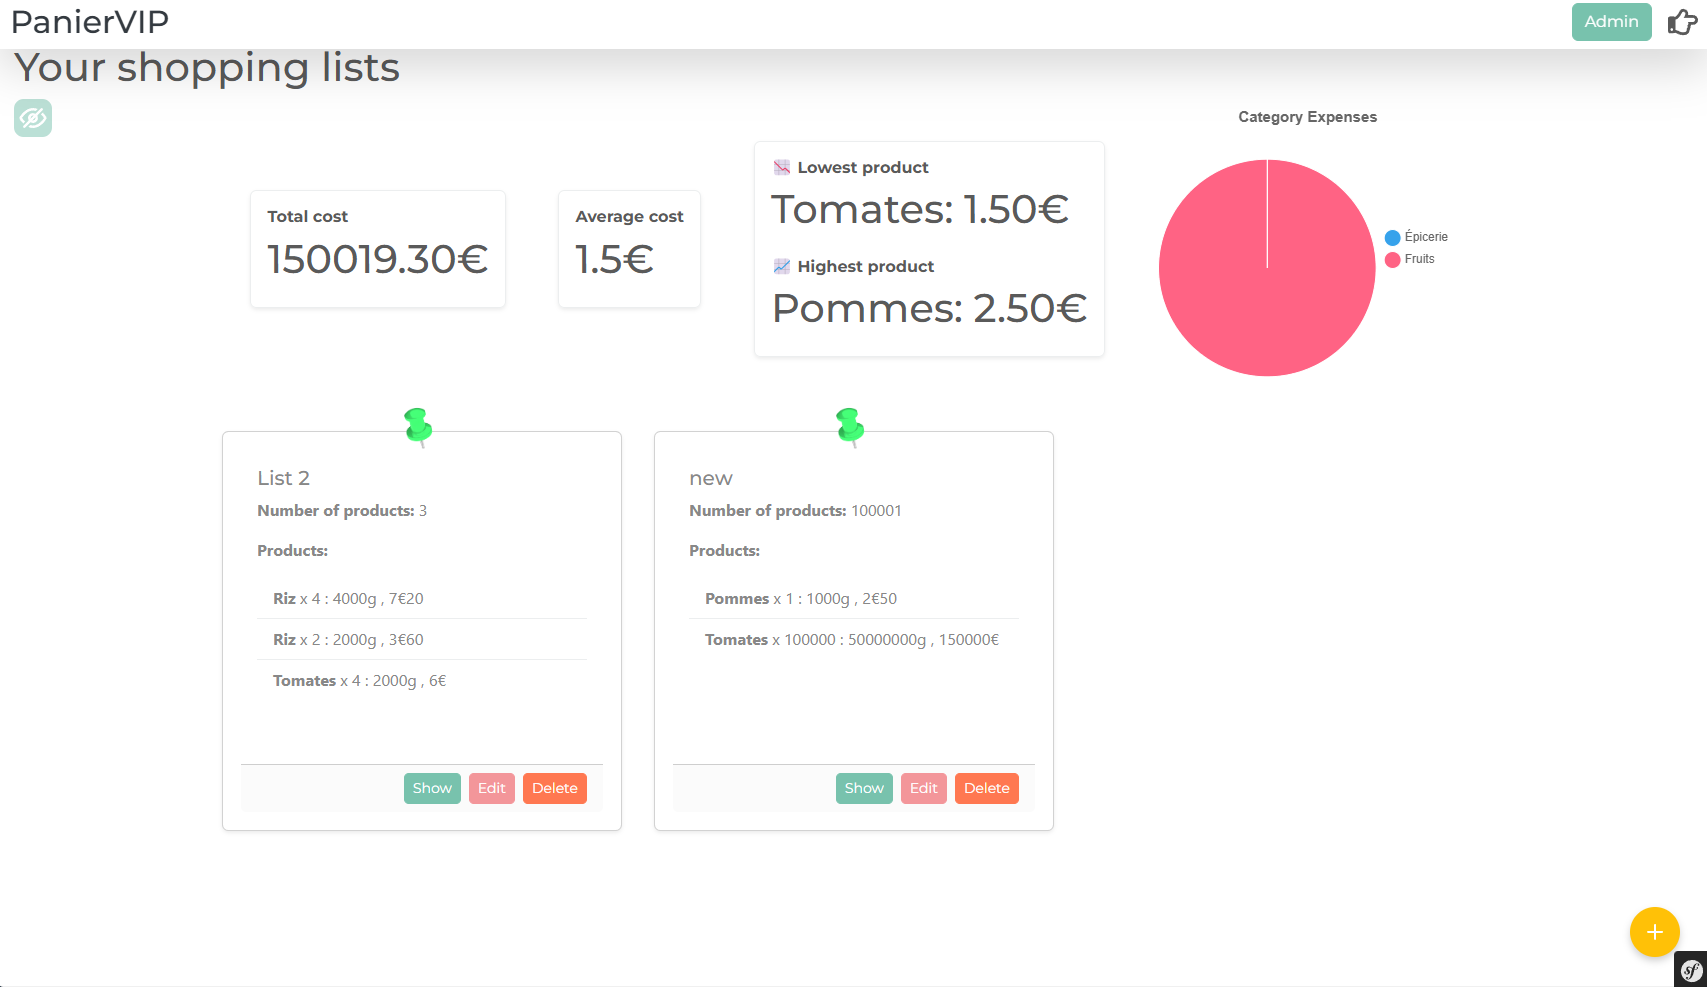 PanierVIP
Admin
Your shopping lists
Total cost
150019.30€
Average cost
1.5€
Lowest product
Tomates: 1.50€
Highest product
Pommes: 2.50€
Category Expenses
Épicerie
Fruits
List 2
Number of products: 3
Products:
Riz x 4 : 4000g , 7€20
Riz x 2 : 2000g , 3€60
Tomates x 4 : 2000g , 6€
Show Edit Delete
new
Number of products: 100001
Products:
Pommes x 1 : 1000g , 2€50
Tomates x 100000 : 50000000g , 150000€
Show Edit Delete
+
sf